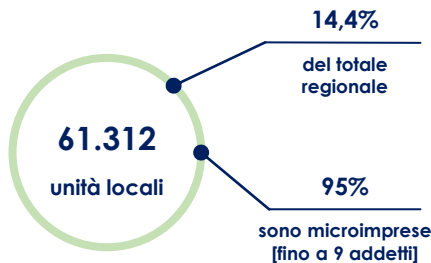 14,4%
del totale
regionale
61.312
unità locali
95%
sono microimprese
[fino a 9 addetti]